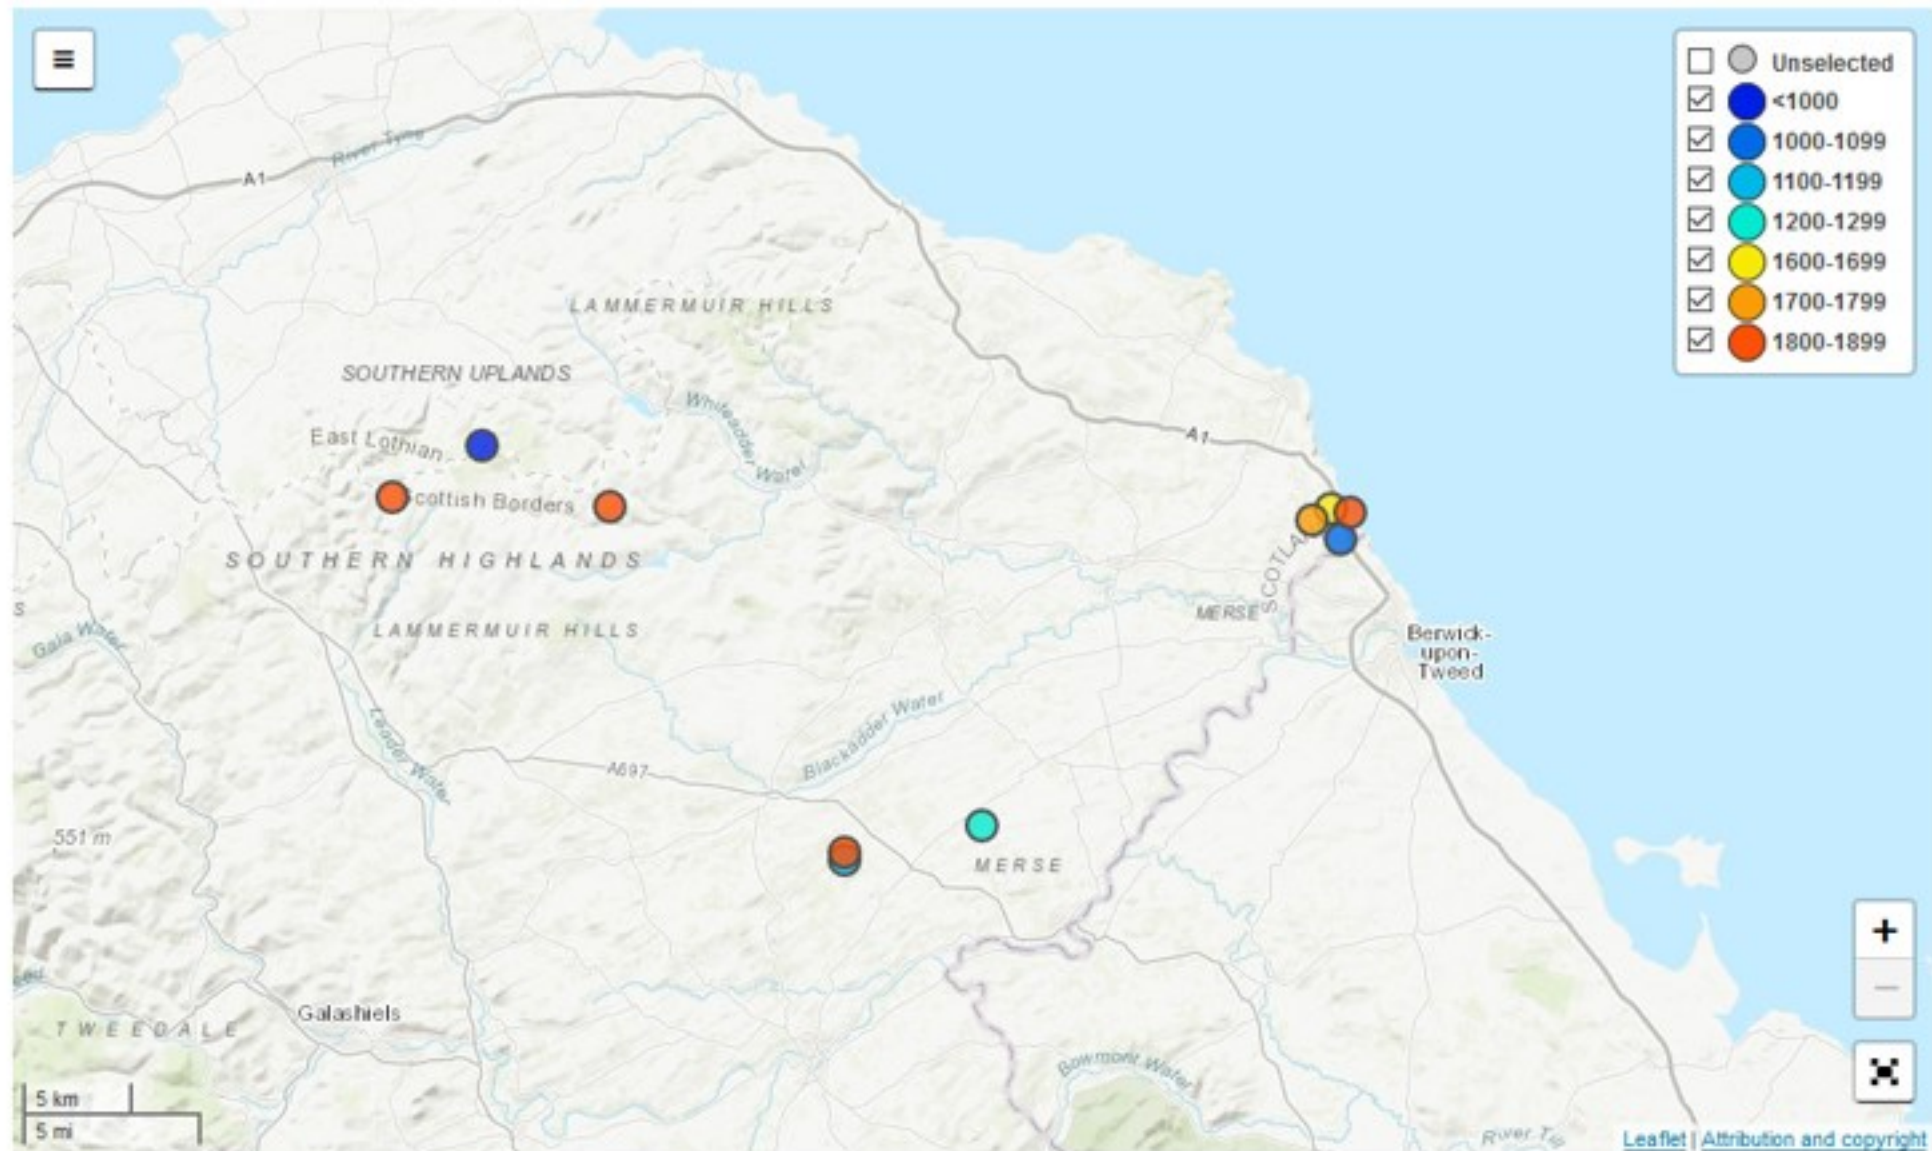 ≡
Unselected
<1000
1000-1099
1100-1199
1200-1299
1600-1699
1700-1799
1800-1899
River Tyne
A1
LAMMERMUIR HILLS
SOUTHERN UPLANDS
Whiteadder Water
East Lothian
A1
cottish Borders
SCOTLA
SOUTHERN HIGHLANDS
S
MERSE
LAMMERMUIR HILLS
Gala Water
Berwick-
upon-
Tweed
Blackadder Water
Leader Water
A697
551 m
MERSE
+
−
eed
Galashiels
TWEEDALE
Bowmont Water
5 km
5 mi
River Till
Leaflet | Attribution and copyright